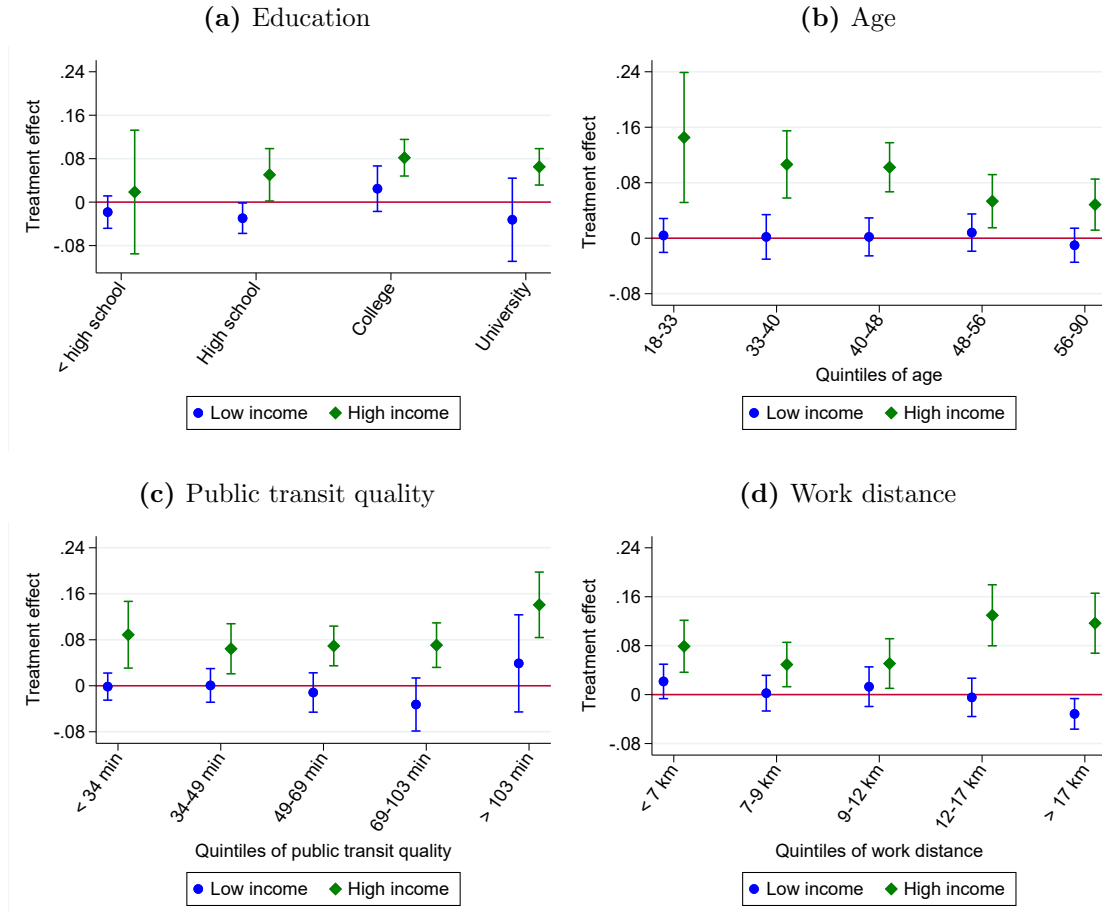 (a) Education
Treatment effect
.24
.16
.08
0
-.08
< high school
High school
College
University
Low income
High income
(b) Age
Treatment effect
.24
.16
.08
0
-.08
18-33
33-40
40-48
48-56
56-90
Quintiles of age
Low income
High income
(c) Public transit quality
Treatment effect
.24
.16
.08
0
-.08
< 34 min
34-49 min
49-69 min
69-103 min
> 103 min
Quintiles of public transit quality
Low income
High income
(d) Work distance
Treatment effect
.24
.16
.08
0
-.08
< 7 km
7-9 km
9-12 km
12-17 km
> 17 km
Quintiles of work distance
Low income
High income